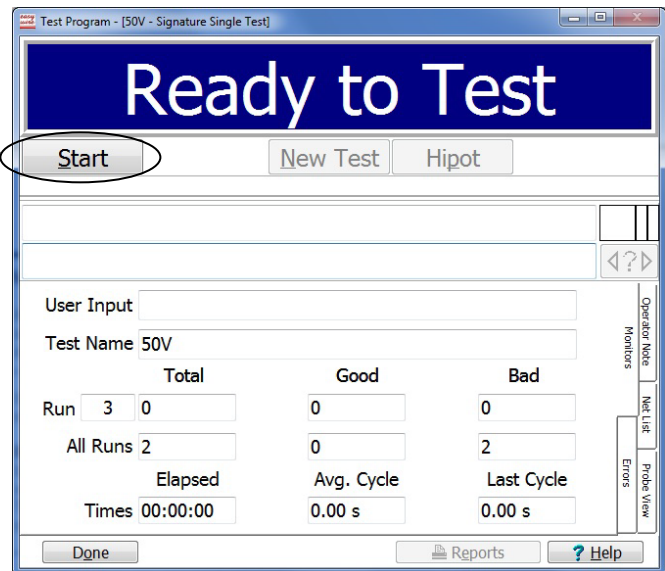 Test Program - [50V - Signature Single Test]
Ready to Test
Start New Test Hipot
User Input
Test Name 50V
Total Good Bad
Run 3 0 0 0
All Runs 2 0 2
Elapsed Avg. Cycle Last Cycle
Times 00:00:00 0.00 s 0.00 s
Operator Note
Monitors
Net List
Errors
Probe View
Done Reports ? Help